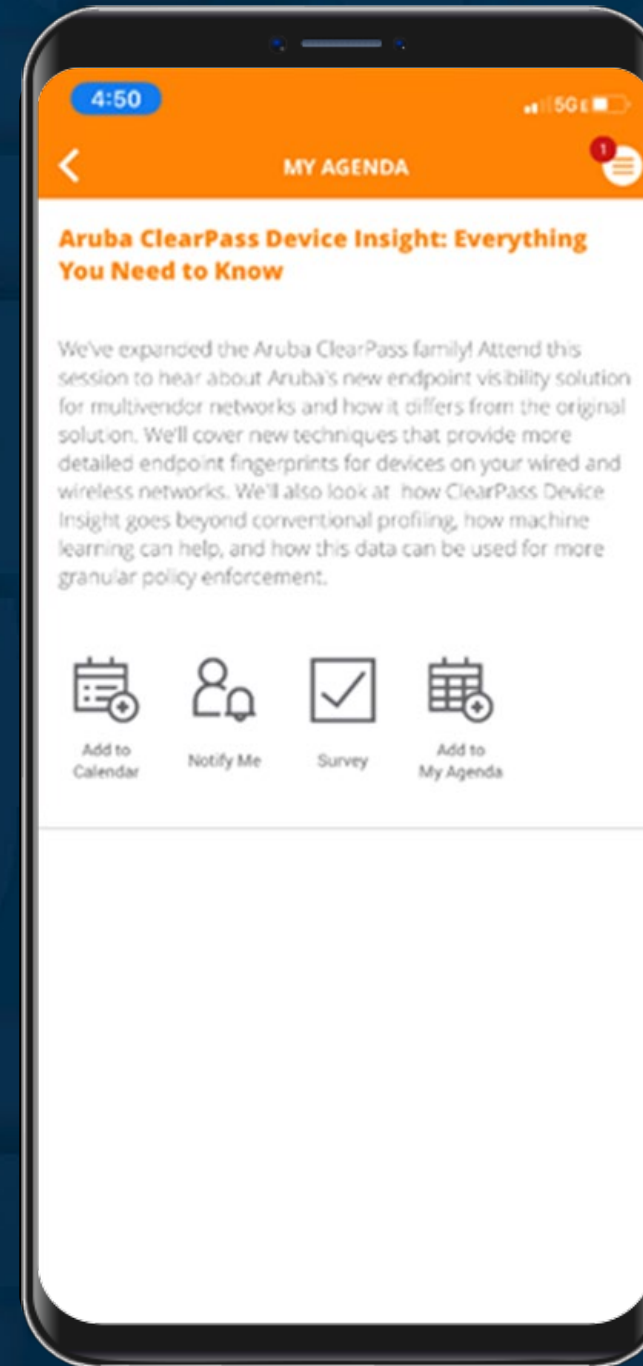 4:50
5GE
MY AGENDA
1
Aruba ClearPass Device Insight: Everything
You Need to Know
We've expanded the Aruba ClearPass family! Attend this
session to hear about Aruba's new endpoint visibility solution
for multivendor networks and how it differs from the original
solution. We'll cover new techniques that provide more
detailed endpoint fingerprints for devices on your wired and
wireless networks. We'll also look at how ClearPass Device
Insight goes beyond conventional profiling, how machine
learning can help, and how this data can be used for more
granular policy enforcement.
Add to
Calendar
Notify Me
Survey
Add to
My Agenda